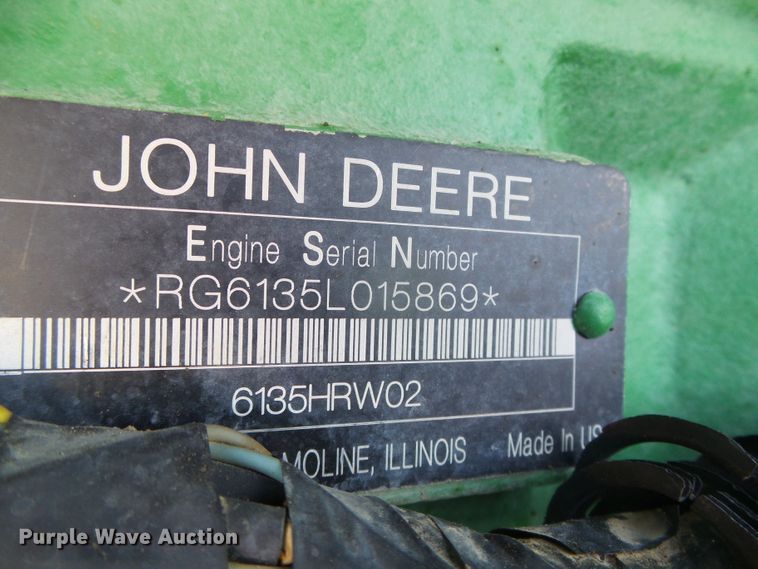 JOHN DEERE
Engine Serial Number
*RG6135L015869*
6135HRW02
MOLINE, ILLINOIS Made In US
Purple Wave Auction